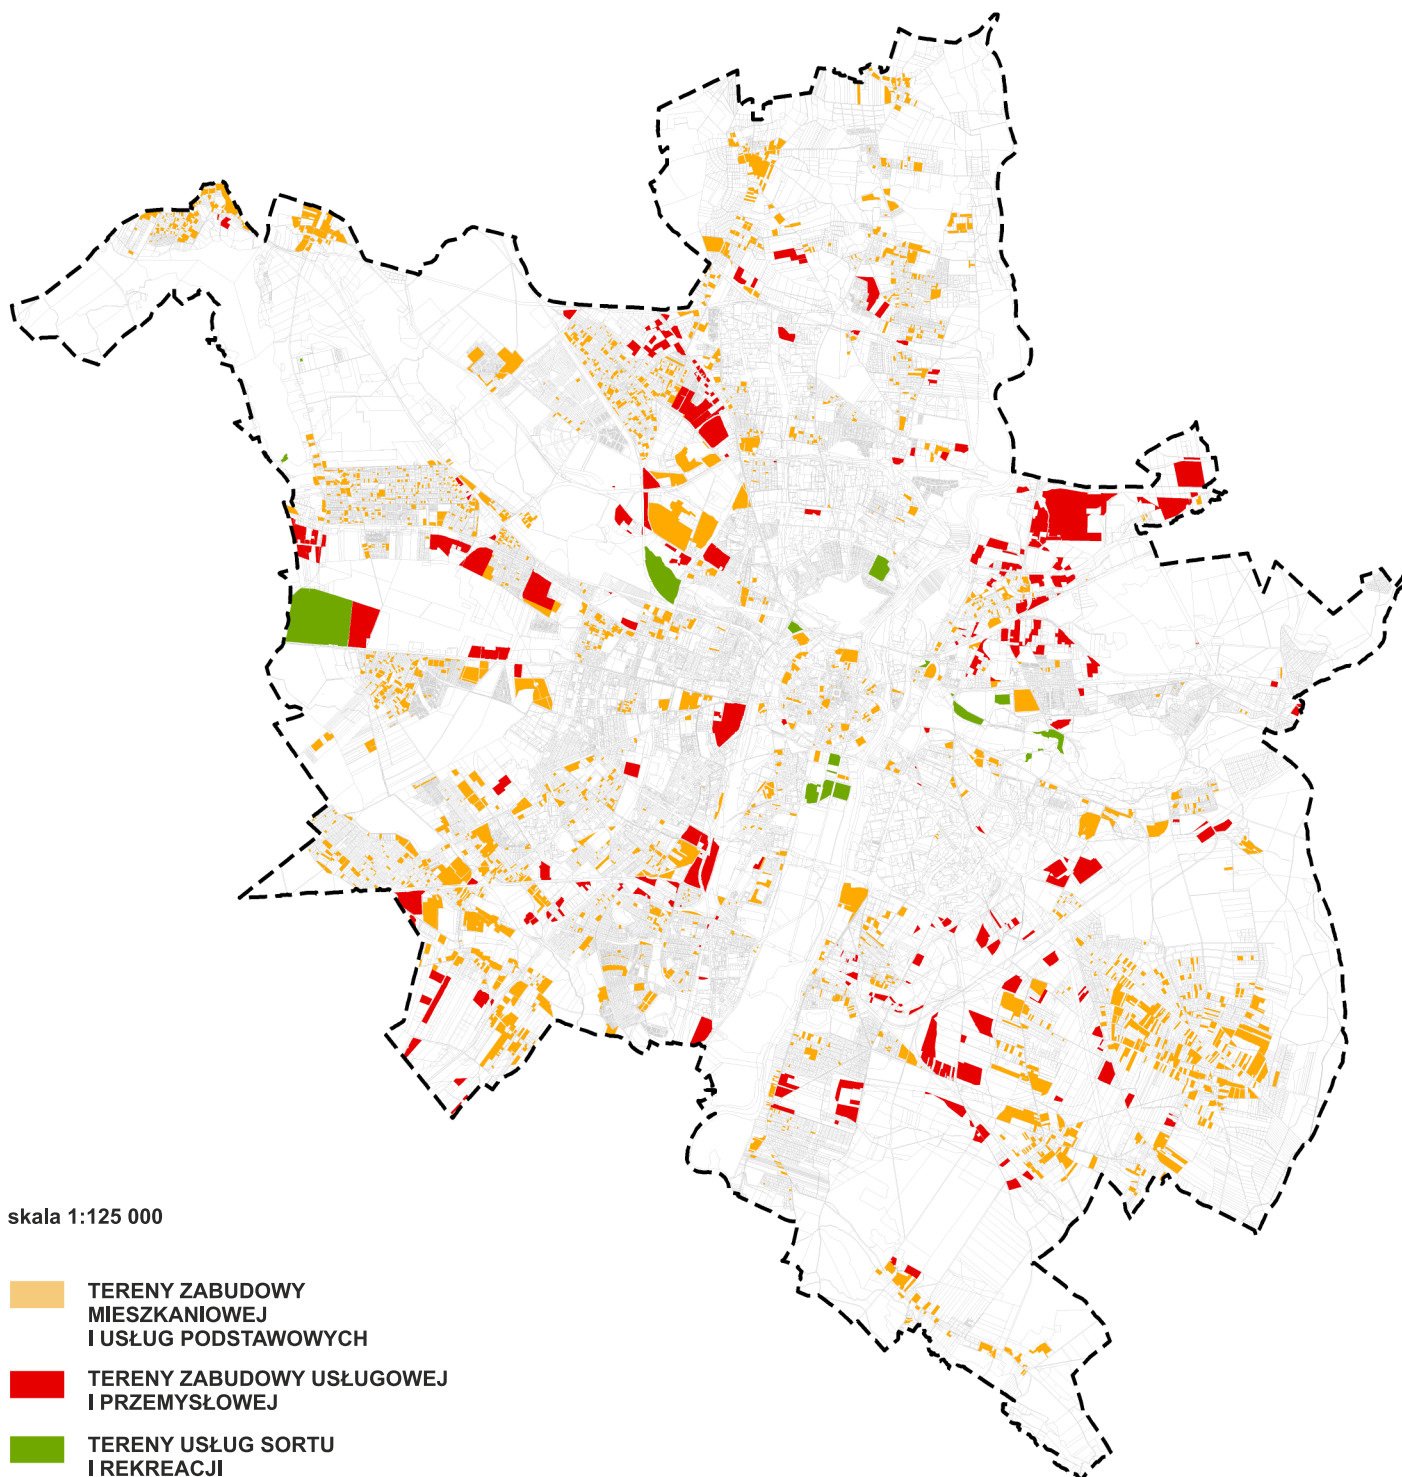 skala 1:125 000
TERENY ZABUDOWY
MIESZKANIOWEJ
I USŁUG PODSTAWOWYCH
TERENY ZABUDOWY USŁUGOWEJ
I PRZEMYSŁOWEJ
TERENY USŁUG SORTU
I REKREACJI